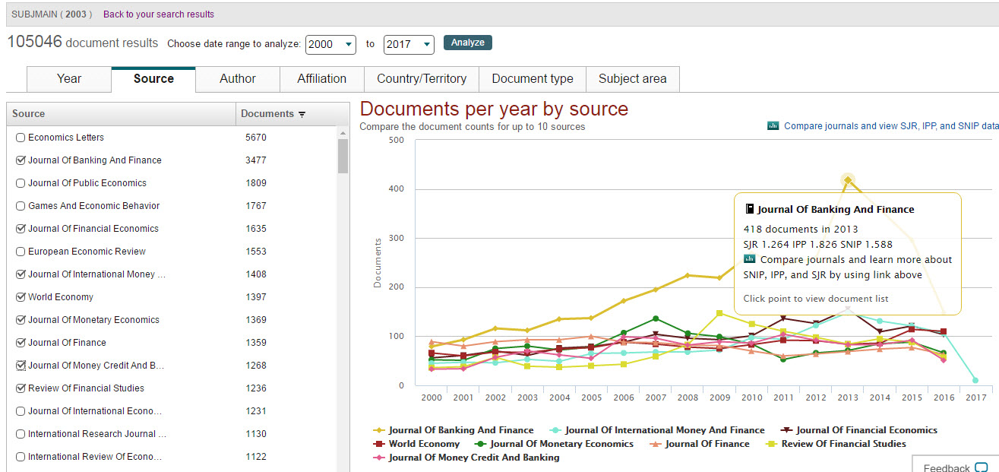 SUBJMAIN ( 2003 ) Back to your search results
105046 document results Choose date range to analyze: 2000 to 2017 Analyze
Year Source Author Affiliation Country/Territory Document type Subject area
Source Documents
Economics Letters 5670
Journal Of Banking And Finance 3477
Journal Of Public Economics 1809
Games And Economic Behavior 1767
Journal Of Financial Economics 1635
European Economic Review 1553
Journal Of International Money ... 1408
World Economy 1397
Journal Of Monetary Economics 1369
Journal Of Finance 1359
Journal Of Money Credit And B... 1268
Review Of Financial Studies 1236
Journal Of International Econo... 1231
International Research Journal ... 1130
International Review Of Econo... 1122
Documents per year by source
Compare the document counts for up to 10 sources
Compare journals and view SJR, IPP, and SNIP data
500
400
300
200
100
0
Documents
Journal Of Banking And Finance
418 documents in 2013
SJR 1.264 IPP 1.826 SNIP 1.588
Compare journals and learn more about
SNIP, IPP, and SJR by using link above
Click point to view document list
2000 2001 2002 2003 2004 2005 2006 2007 2008 2009 2010 2011 2012 2013 2014 2015 2016 2017
Journal Of Banking And Finance Journal Of International Money And Finance Journal Of Financial Economics
World Economy Journal Of Monetary Economics Journal Of Finance Review Of Financial Studies
Journal Of Money Credit And Banking
Feedback